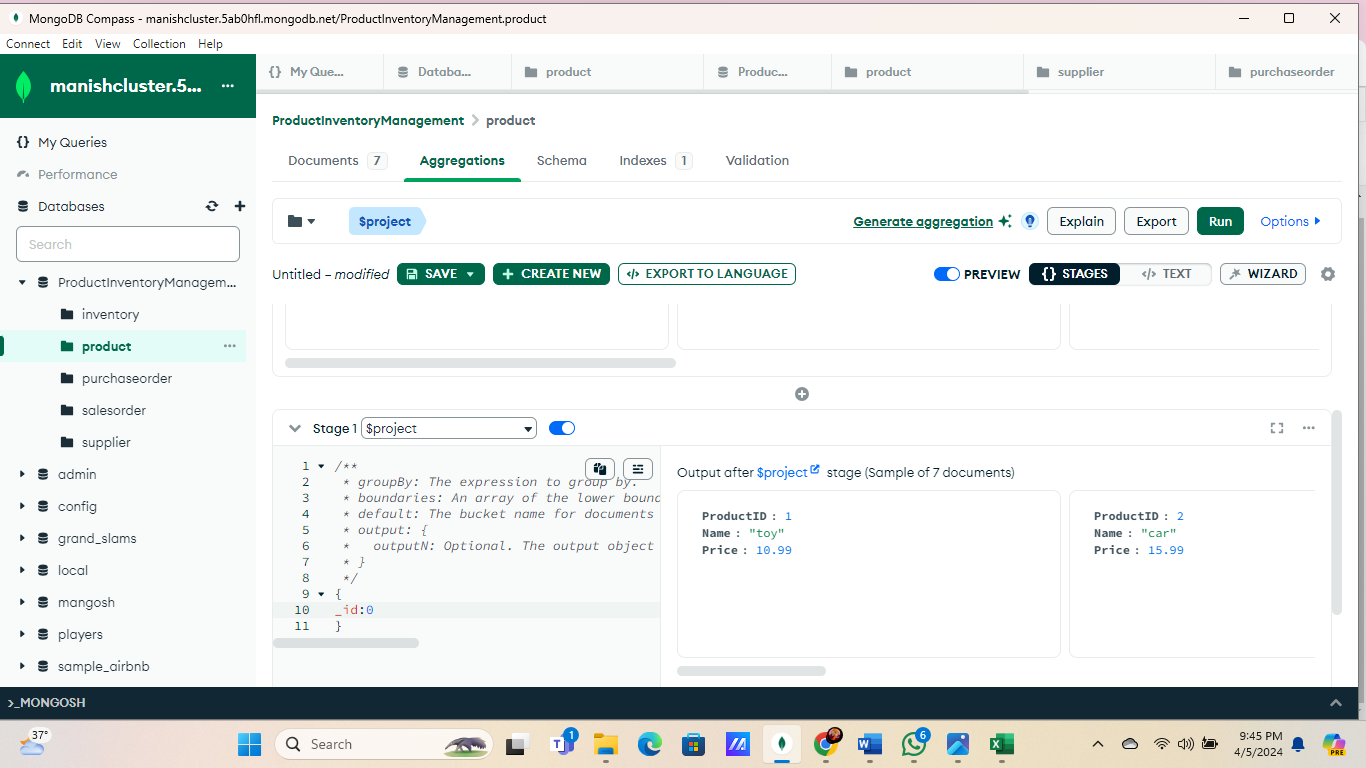 MongoDB Compass - manishcluster.5ab0hfl.mongodb.net/ProductInventoryManagement.product
Connect Edit View Collection Help
manishcluster.5... ...
{} My Que... Databa... product Produc... product supplier purchaseorder
{} My Queries
Performance
Databases
Search
ProductInventoryManagem...
inventory
product ...
purchaseorder
salesorder
supplier
admin
config
grand_slams
local
mangosh
players
sample_airbnb
ProductInventoryManagement > product
Documents 7 Aggregations Schema Indexes 1 Validation
$project Generate aggregation Explain Export Run Options
Untitled – modified SAVE + CREATE NEW </> EXPORT TO LANGUAGE PREVIEW {} STAGES </> TEXT WIZARD
Stage 1 $project
1 /**
2 * groupBy: The expression to group by.
3 * boundaries: An array of the lower bound
4 * default: The bucket name for documents
5 * output: {
6 * outputN: Optional. The output object
7 * }
8 */
9 {
10 _id:0
11 }
Output after $project stage (Sample of 7 documents)
ProductID : 1
Name : "toy"
Price : 10.99
ProductID : 2
Name : "car"
Price : 15.99
>_MONGOSH
37°
Search
1
6
9:45 PM
4/5/2024
PRE